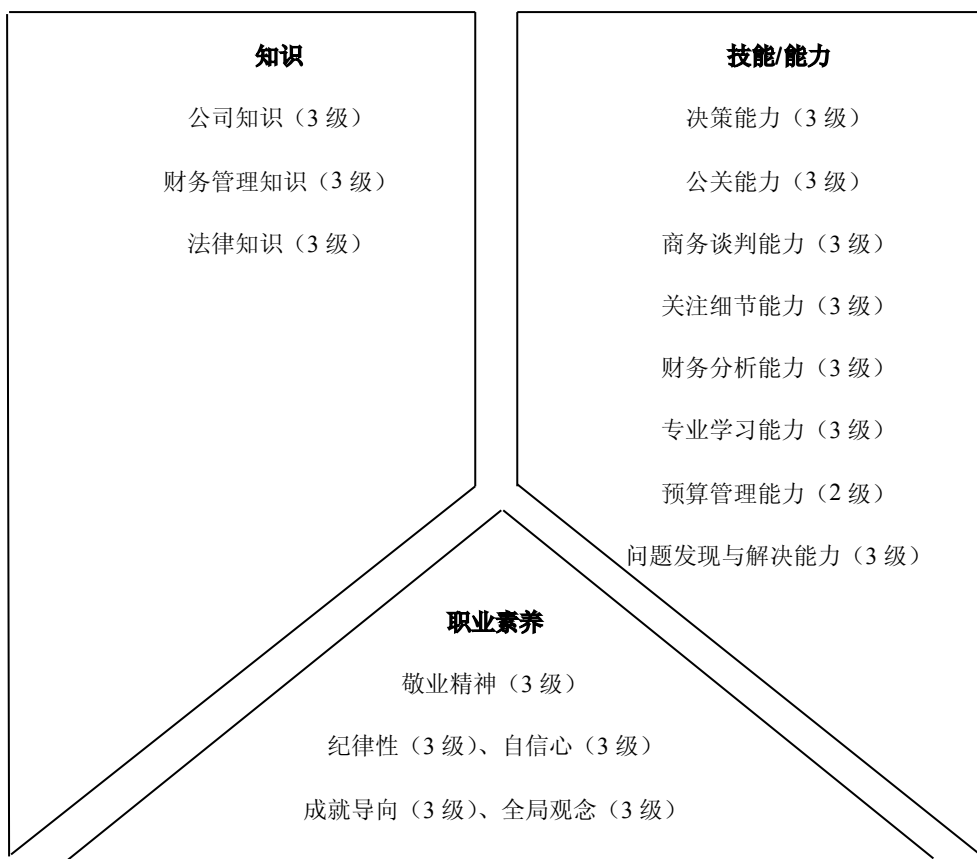 知识
公司知识（3 级）
财务管理知识（3 级）
法律知识（3 级）
技能/能力
决策能力（3 级）
公关能力（3 级）
商务谈判能力（3 级）
关注细节能力（3 级）
财务分析能力（3 级）
专业学习能力（3 级）
预算管理能力（2 级）
问题发现与解决能力（3 级）
职业素养
敬业精神（3 级）
纪律性（3 级）、自信心（3 级）
成就导向（3 级）、全局观念（3 级）